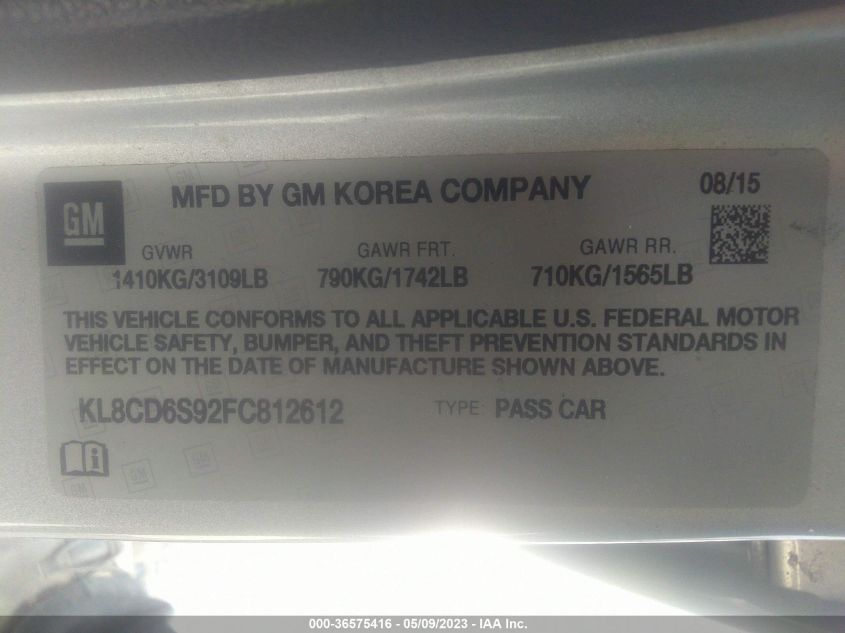 GM
MFD BY GM KOREA COMPANY
08/15
GVWR GAWR FRT. GAWR RR.
1410KG/3109LB 790KG/1742LB 710KG/1565LB
THIS VEHICLE CONFORMS TO ALL APPLICABLE U.S. FEDERAL MOTOR
VEHICLE SAFETY, BUMPER, AND THEFT PREVENTION STANDARDS IN
EFFECT ON THE DATE OF MANUFACTURE SHOWN ABOVE.
KL8CD6S92FC812612 TYPE: PASS CAR
000-36575416 - 05/09/2023 - IAA Inc.